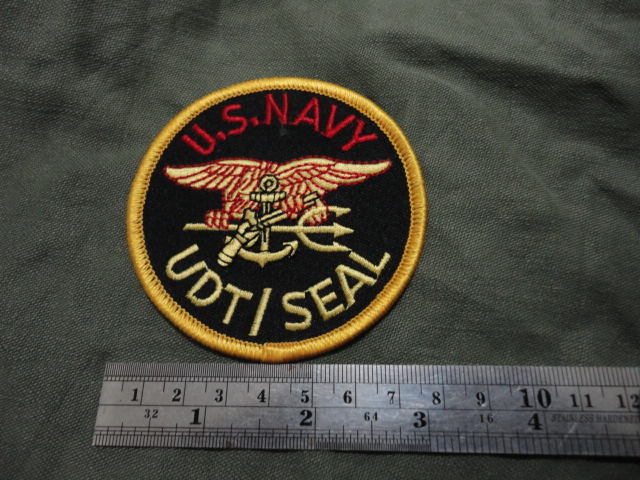 U.S. NAVY
UDT/SEAL
1 2 3 4 5 6 7 8 9 10 11 12
32 1 2 64 3 16 4 STAINLESS HARDENED